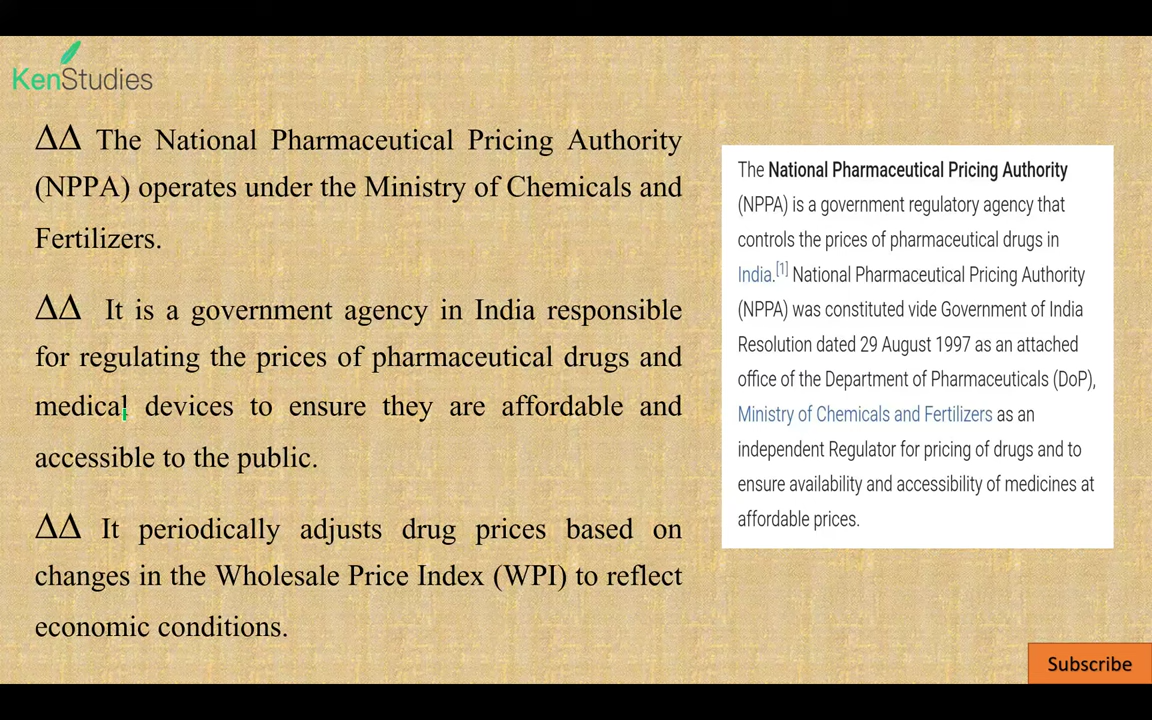 KenStudies
ΔΔ The National Pharmaceutical Pricing Authority
(NPPA) operates under the Ministry of Chemicals and
Fertilizers.
ΔΔ It is a government agency in India responsible
for regulating the prices of pharmaceutical drugs and
medical devices to ensure they are affordable and
accessible to the public.
ΔΔ It periodically adjusts drug prices based on
changes in the Wholesale Price Index (WPI) to reflect
economic conditions.
The National Pharmaceutical Pricing Authority
(NPPA) is a government regulatory agency that
controls the prices of pharmaceutical drugs in
India.[1] National Pharmaceutical Pricing Authority
(NPPA) was constituted vide Government of India
Resolution dated 29 August 1997 as an attached
office of the Department of Pharmaceuticals (DoP),
Ministry of Chemicals and Fertilizers as an
independent Regulator for pricing of drugs and to
ensure availability and accessibility of medicines at
affordable prices.
Subscribe